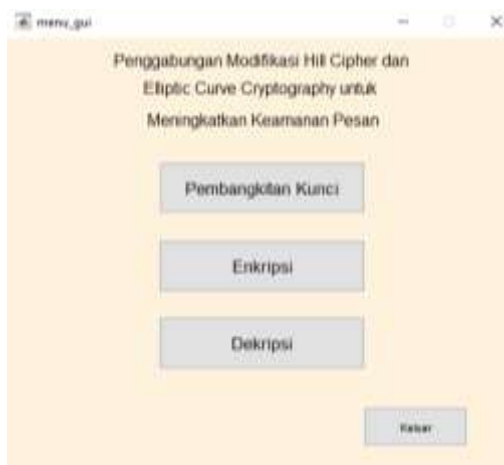 menu_gui
Penggabungan Modifikasi Hill Cipher dan
Elliptic Curve Cryptography untuk
Meningkatkan Keamanan Pesan
Pembangkitan Kunci
Enkripsi
Dekripsi
Keluar